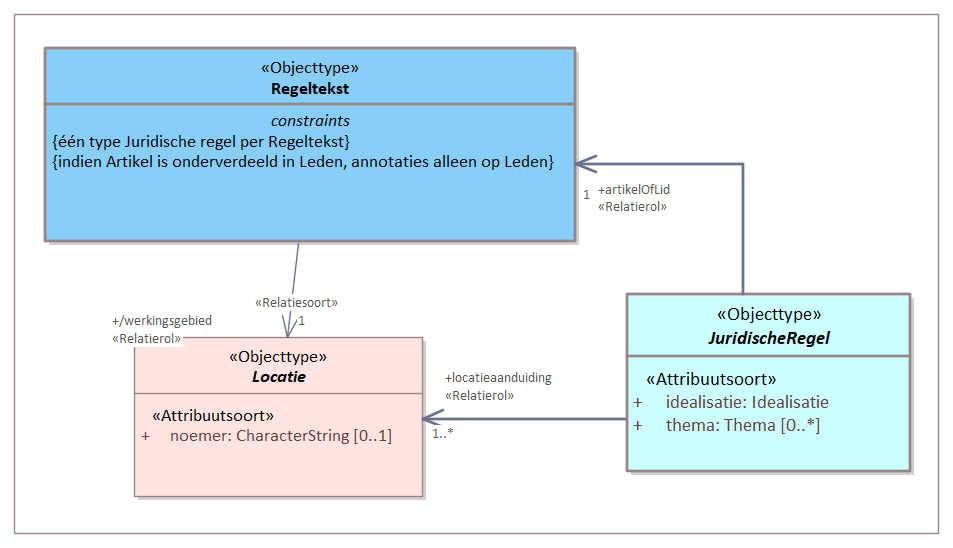 «Objecttype»
Regeltekst
constraints
{één type Juridische regel per Regeltekst}
{indien Artikel is onderverdeeld in Leden, annotaties alleen op Leden}
1
+artikelOfLid
«Relatierol»
«Relatiesoort»
+/werkingsgebied
1
«Relatierol»
«Objecttype»
JuridischeRegel
«Attribuutsoort»
+ idealisatie: Idealisatie
+ thema: Thema [0..*]
«Objecttype»
Locatie
«Attribuutsoort»
+ noemer: CharacterString [0..1]
+locatieaanduiding
«Relatierol»
1..*